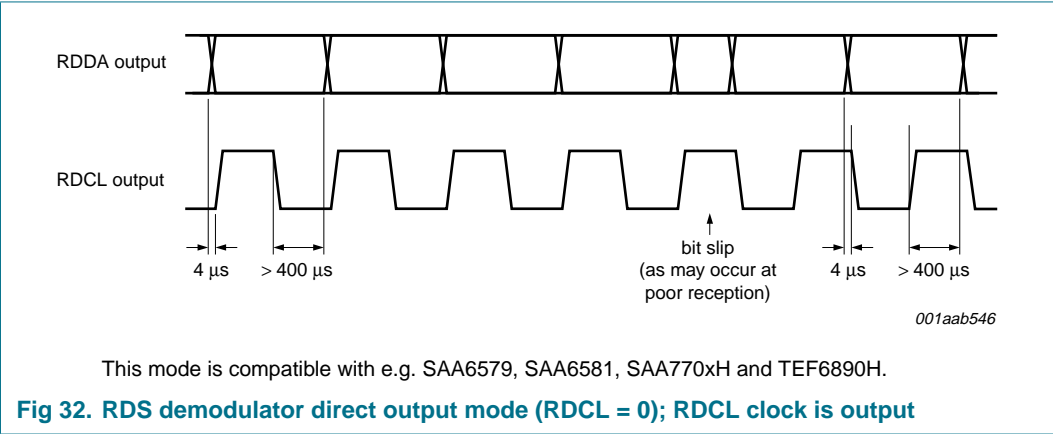 RDDA output
RDCL output
4 μs
> 400 μs
bit slip
(as may occur at
poor reception)
4 μs
> 400 μs
001aab546
This mode is compatible with e.g. SAA6579, SAA6581, SAA770xH and TEF6890H.
Fig 32. RDS demodulator direct output mode (RDCL = 0); RDCL clock is output